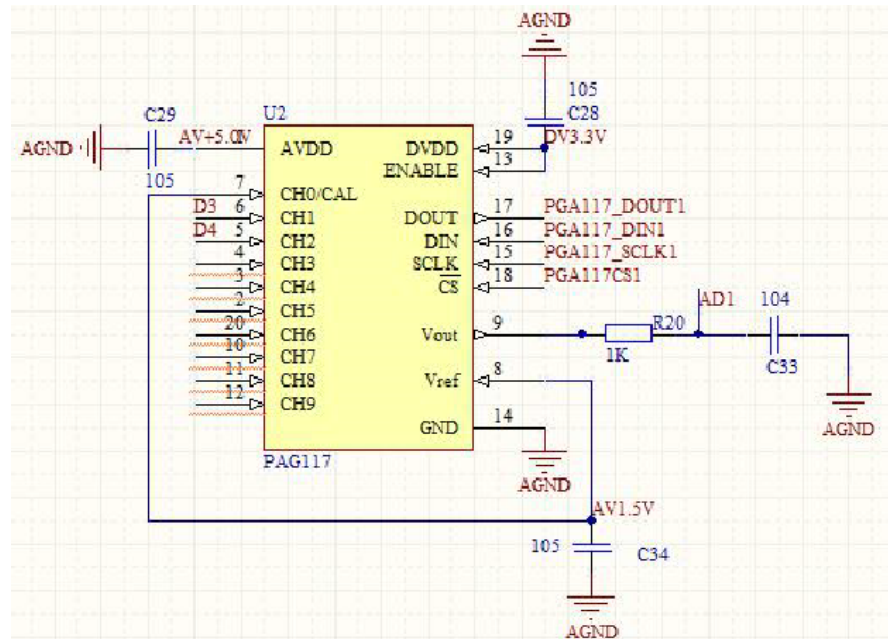 AGND
105
C28
C29
U2
AGND
AV+5.0V
AVDD
DVDD
19
DV3.3V
ENABLE
13
105
7
CH0/CAL
D3
6
CH1
DOUT
17
PGA117_DOUT1
D4
5
CH2
DIN
16
PGA117_DIN1
4
CH3
SCLK
15
PGA117_SCLK1
3
CH4
CS
18
PGA117CS1
2
CH5
AD1
104
20
CH6
Vout
9
R20
10
CH7
1K
C33
11
CH8
Vref
8
12
CH9
GND
14
AGND
PAG117
AGND
AV1.5V
105
C34
AGND